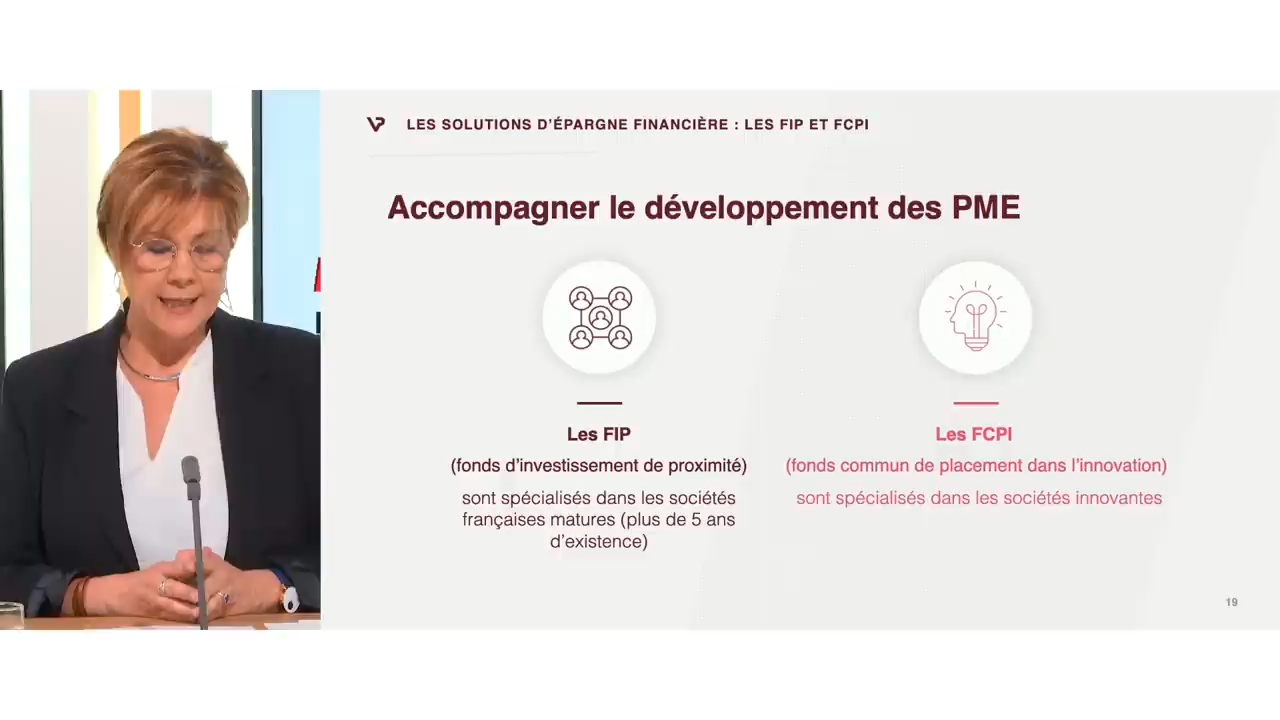 LES SOLUTIONS D'ÉPARGNE FINANCIÈRE : LES FIP ET FCPI
Accompagner le développement des PME
Les FIP
(fonds d'investissement de proximité)
sont spécialisés dans les sociétés
françaises matures (plus de 5 ans
d'existence)
Les FCPI
(fonds commun de placement dans l'innovation)
sont spécialisés dans les sociétés innovantes
19